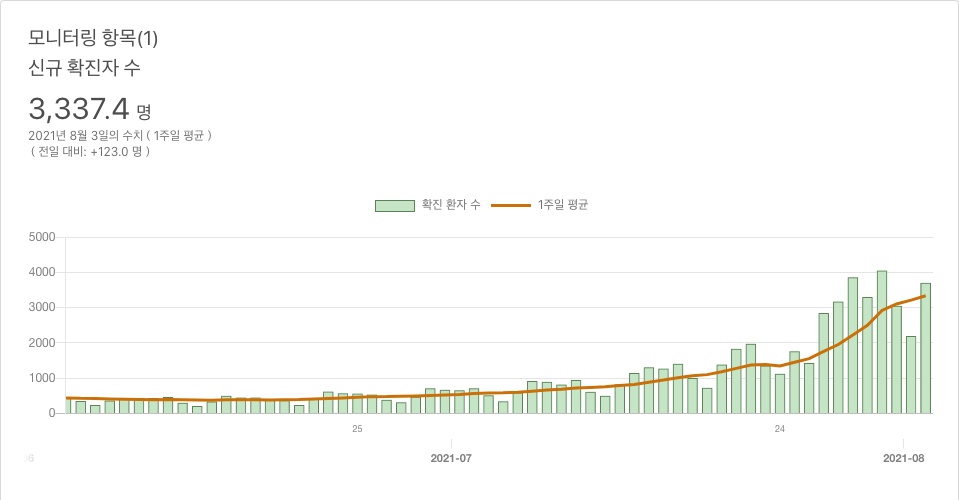 모니터링 항목(1)
신규 확진자 수
3,337.4 명
2021년 8월 3일의 수치 ( 1주일 평균 )
( 전일 대비: +123.0 명 )
확진 환자 수 1주일 평균
5000
4000
3000
2000
1000
0
25 24
2021-07 2021-08